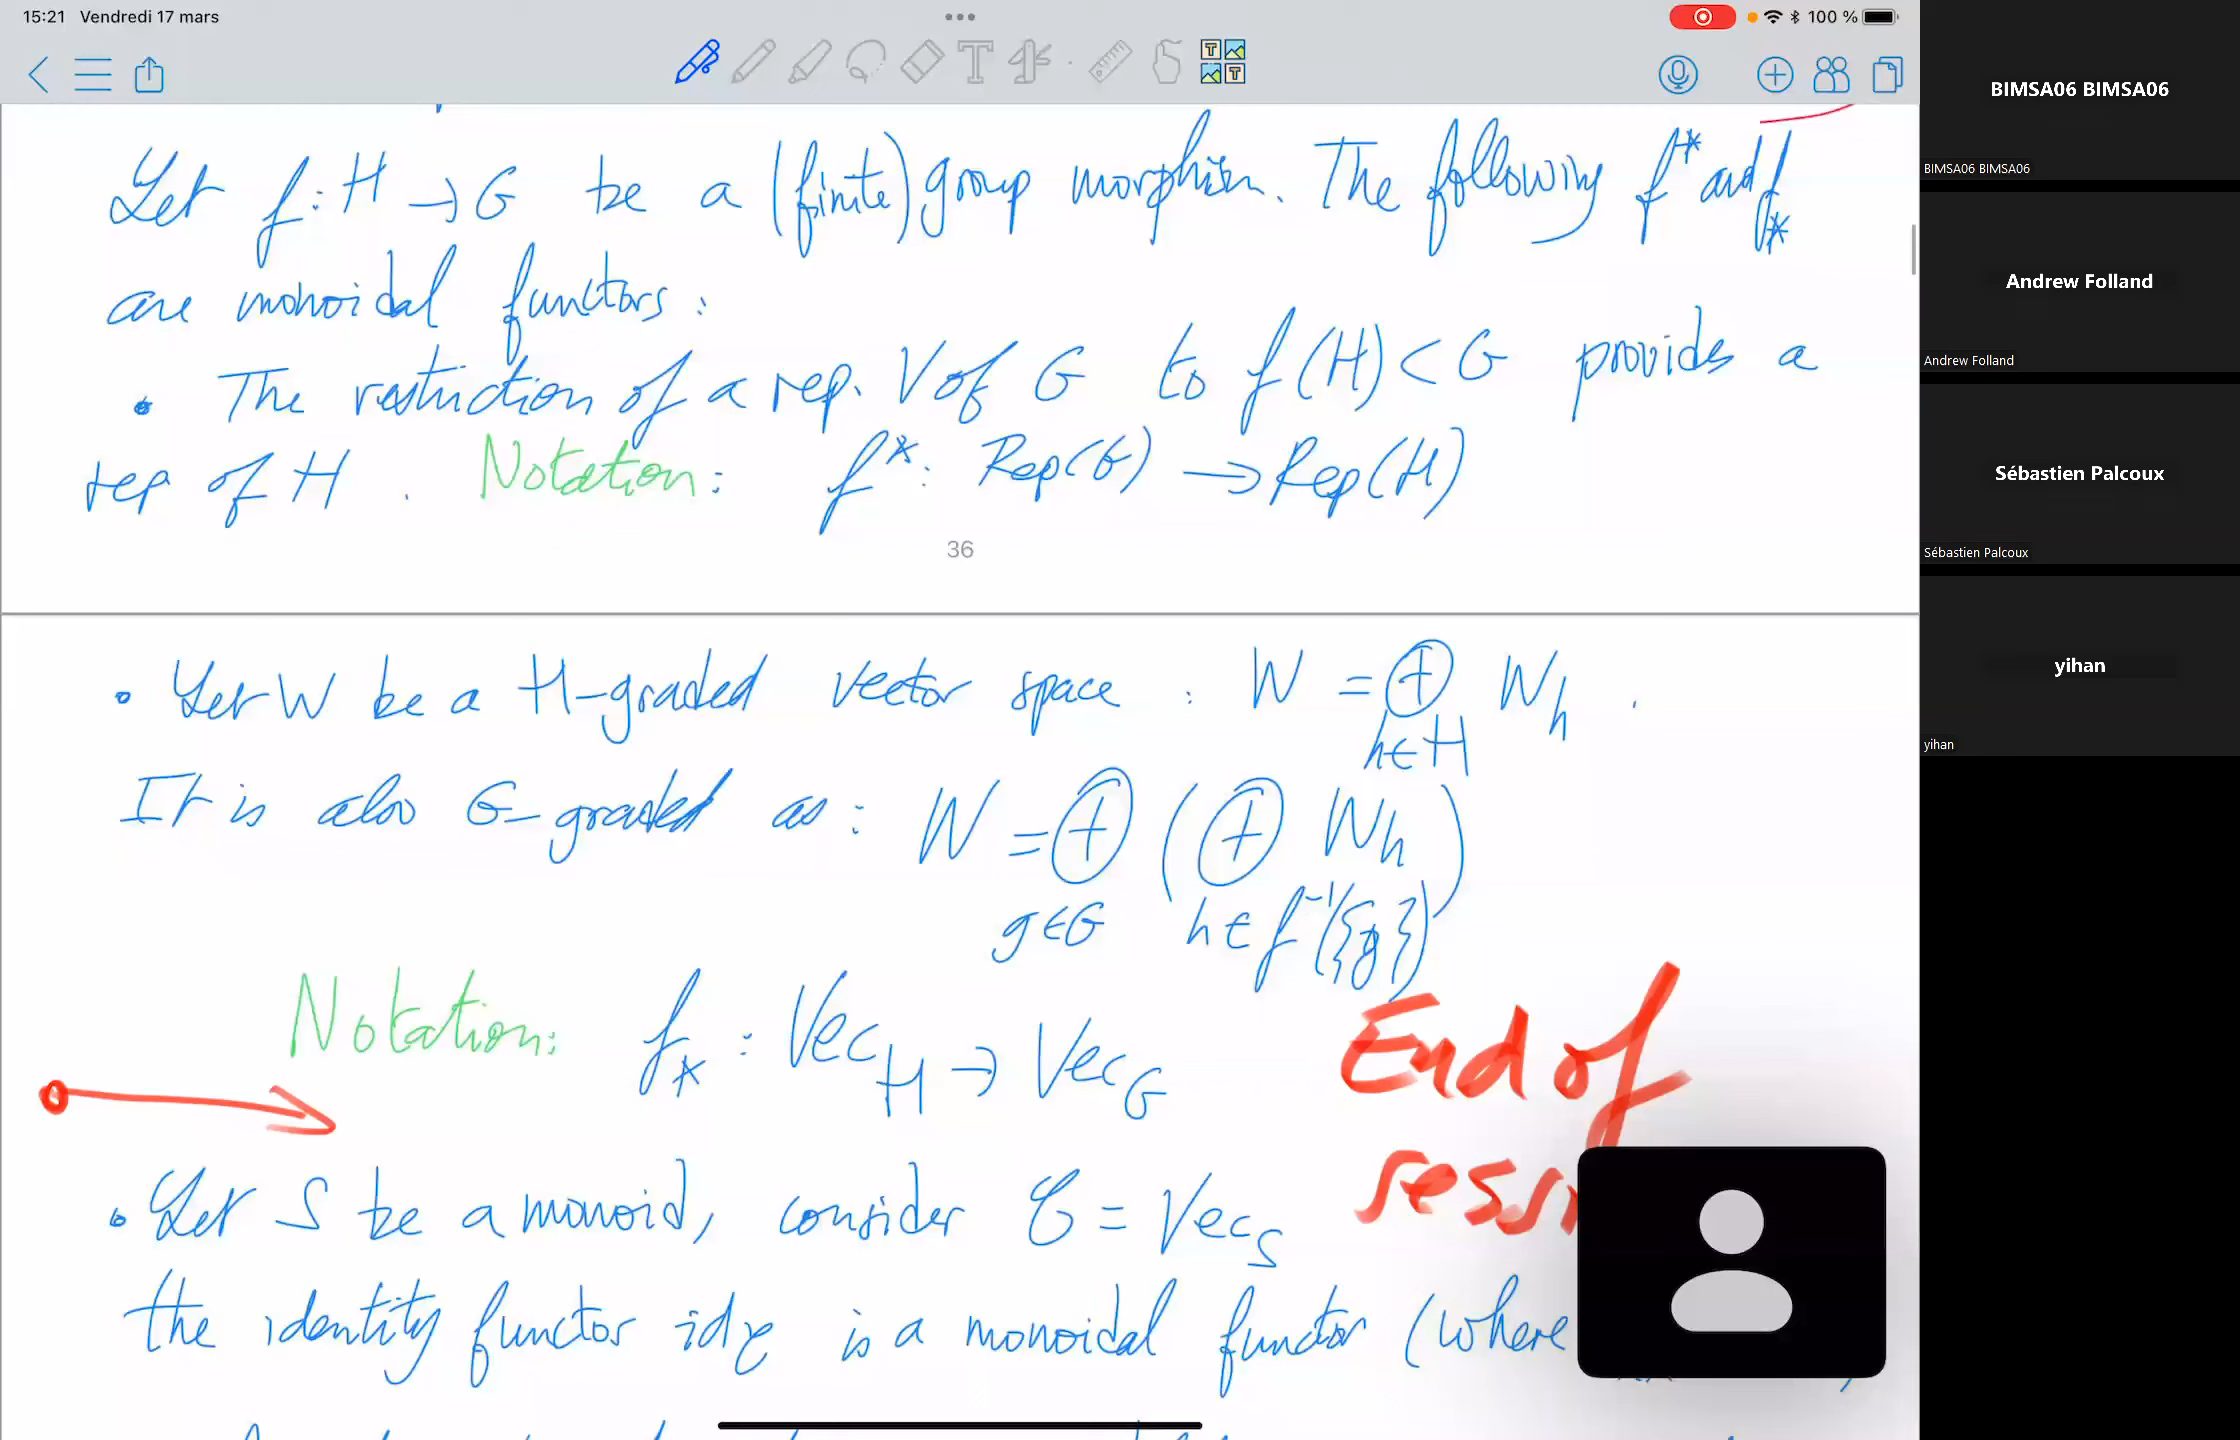 15:21 Vendredi 17 mars
100 %
Let f : H → G be a (finite) group morphism. The following f* and f_*
are monoidal functors :
• The restriction of a rep. V of G to f(H) < G provides a
rep of H . Notation : f* : Rep(G) → Rep(H)
36
• Let W be a H-graded vector space : W = ⊕_{h∈H} W_h .
It is also G-graded as : W = ⊕_{g∈G} ( ⊕_{h∈f^{-1}({g})} W_h )
Notation : f_* : Vec_H → Vec_G
End of
• Let S be a monoid, consider 𝒞 = Vec_S
the identity functor id_𝒞 is a monoidal functor (where
BIMSA06 BIMSA06
BIMSA06 BIMSA06
Andrew Folland
Andrew Folland
Sébastien Palcoux
Sébastien Palcoux
yihan
yihan